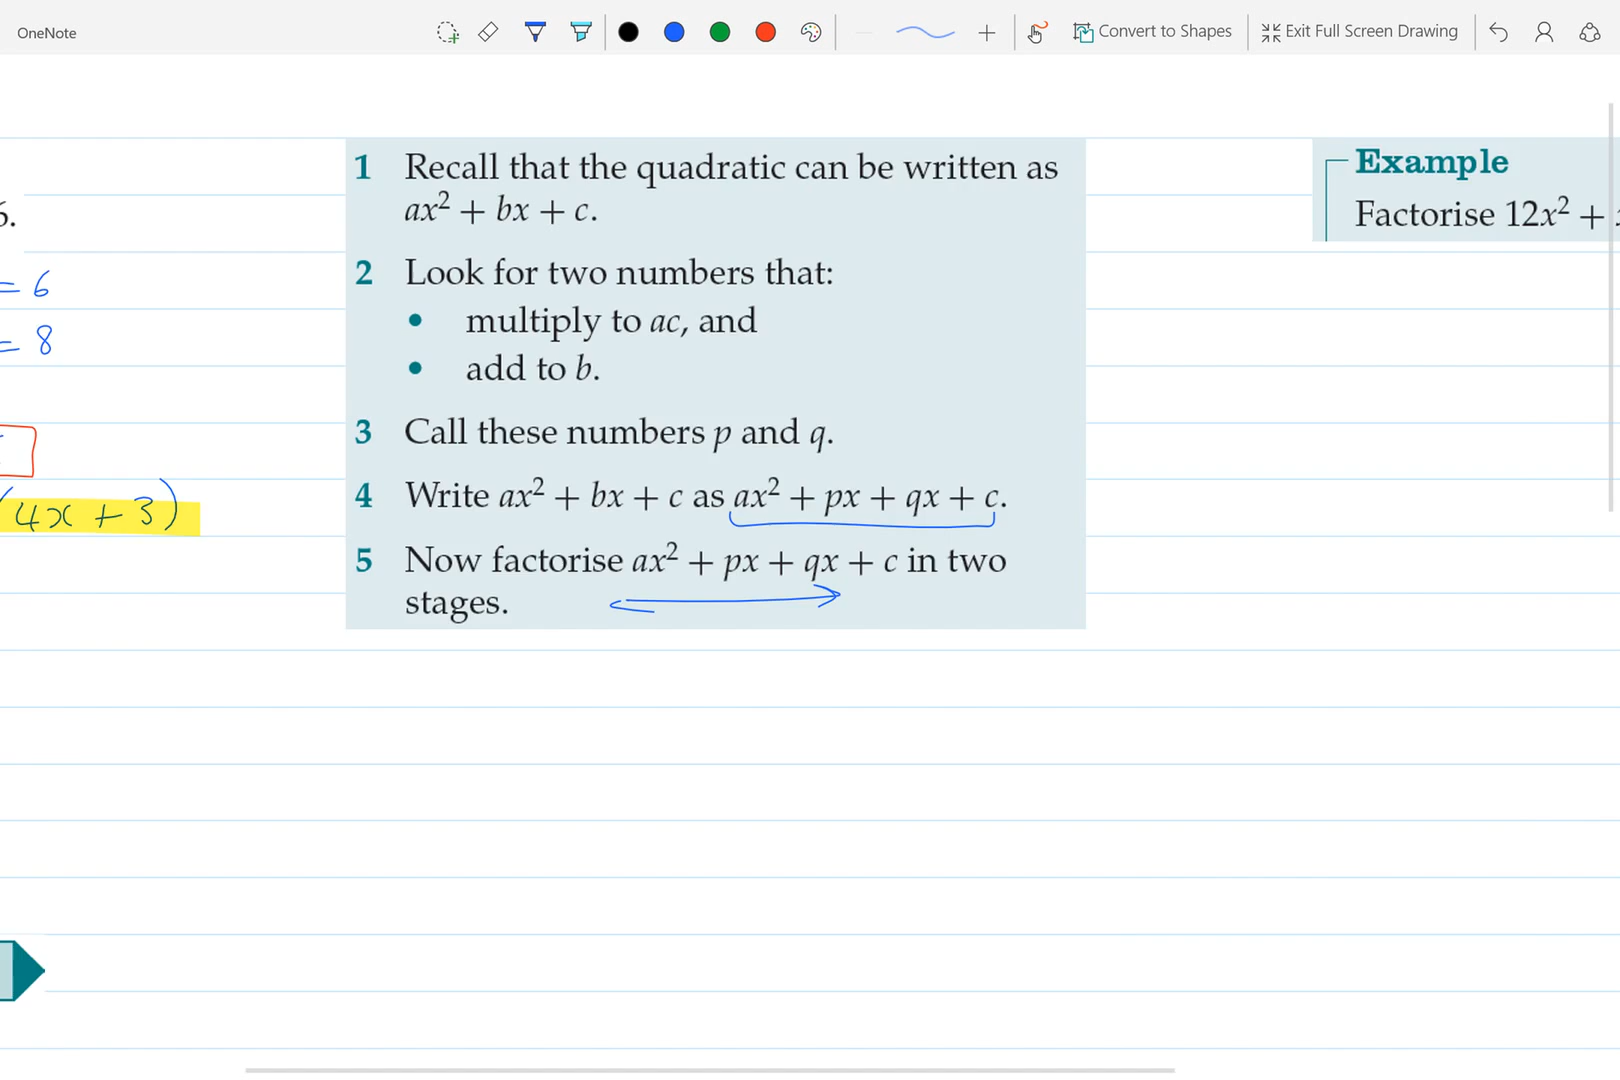 OneNote
Convert to Shapes
Exit Full Screen Drawing
1 Recall that the quadratic can be written as
ax² + bx + c.
2 Look for two numbers that:
• multiply to ac, and
• add to b.
3 Call these numbers p and q.
4 Write ax² + bx + c as ax² + px + qx + c.
5 Now factorise ax² + px + qx + c in two
stages.
Example
Factorise 12x² +
6.
= 6
= 8
(4x + 3)